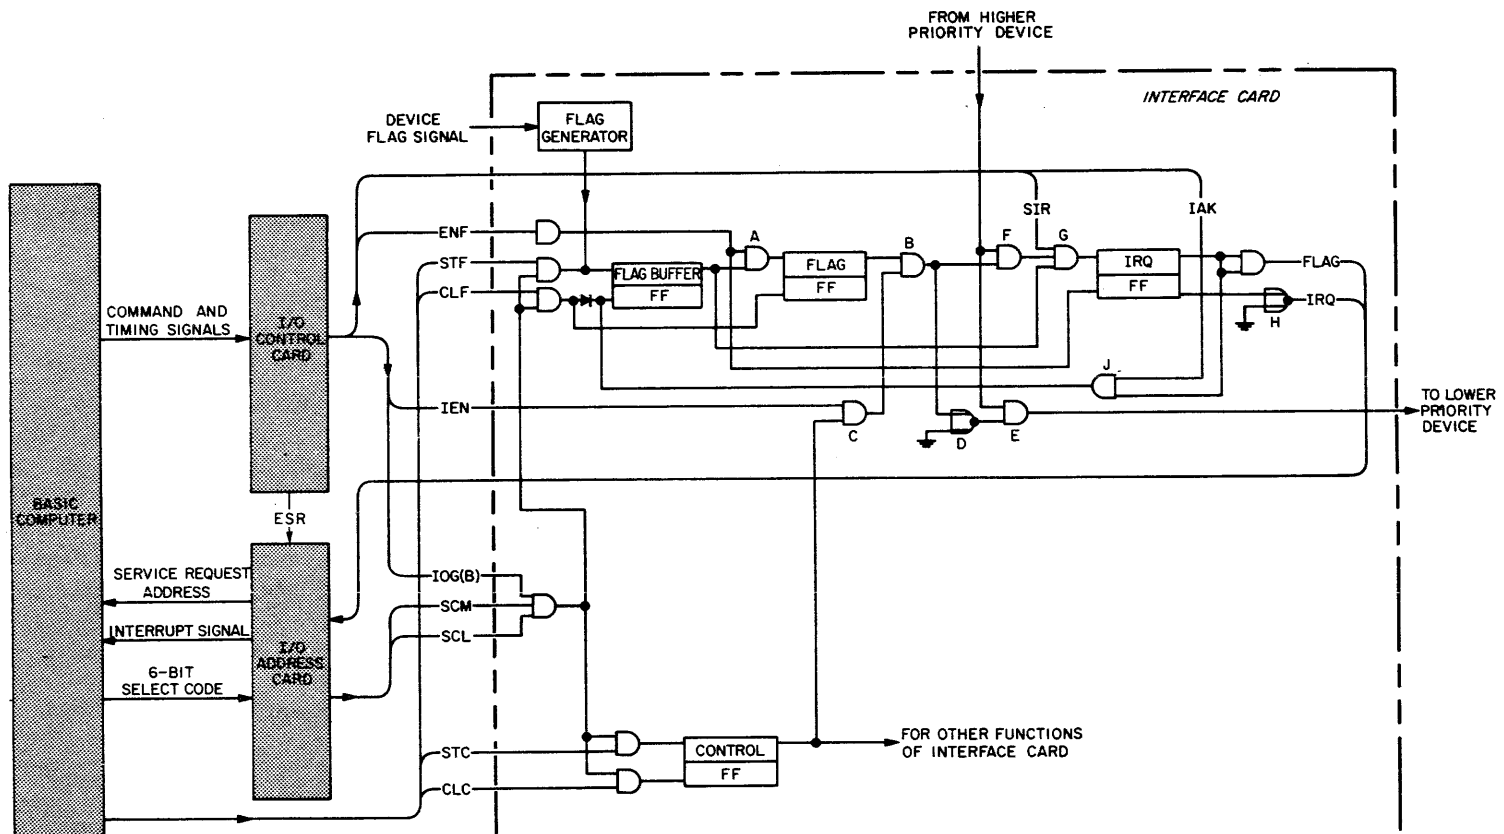 FROM HIGHER
PRIORITY DEVICE
INTERFACE CARD
DEVICE
FLAG SIGNAL
FLAG
GENERATOR
SIR
IAK
ENF
STF
CLF
A
B
F
G
FLAG BUFFER
FF
FLAG
FF
IRQ
FF
FLAG
IRQ
H
J
COMMAND AND
TIMING SIGNALS
I/O
CONTROL
CARD
IEN
C
D
E
TO LOWER
PRIORITY
DEVICE
BASIC
COMPUTER
ESR
SERVICE REQUEST
ADDRESS
INTERRUPT SIGNAL
6-BIT
SELECT CODE
I/O
ADDRESS
CARD
IOG(B)
SCM
SCL
STC
CLC
CONTROL
FF
FOR OTHER FUNCTIONS
OF INTERFACE CARD